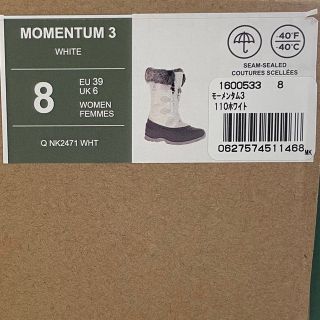 MOMENTUM 3
WHITE
8
EU 39
UK 6
WOMEN
FEMMES
Q NK2471 WHT
-40°F
-40°C
SEAM-SEALED
COUTURES SCELLÉES
1600533 8
モーメンタム3
110ホワイト
0627574511468
MK